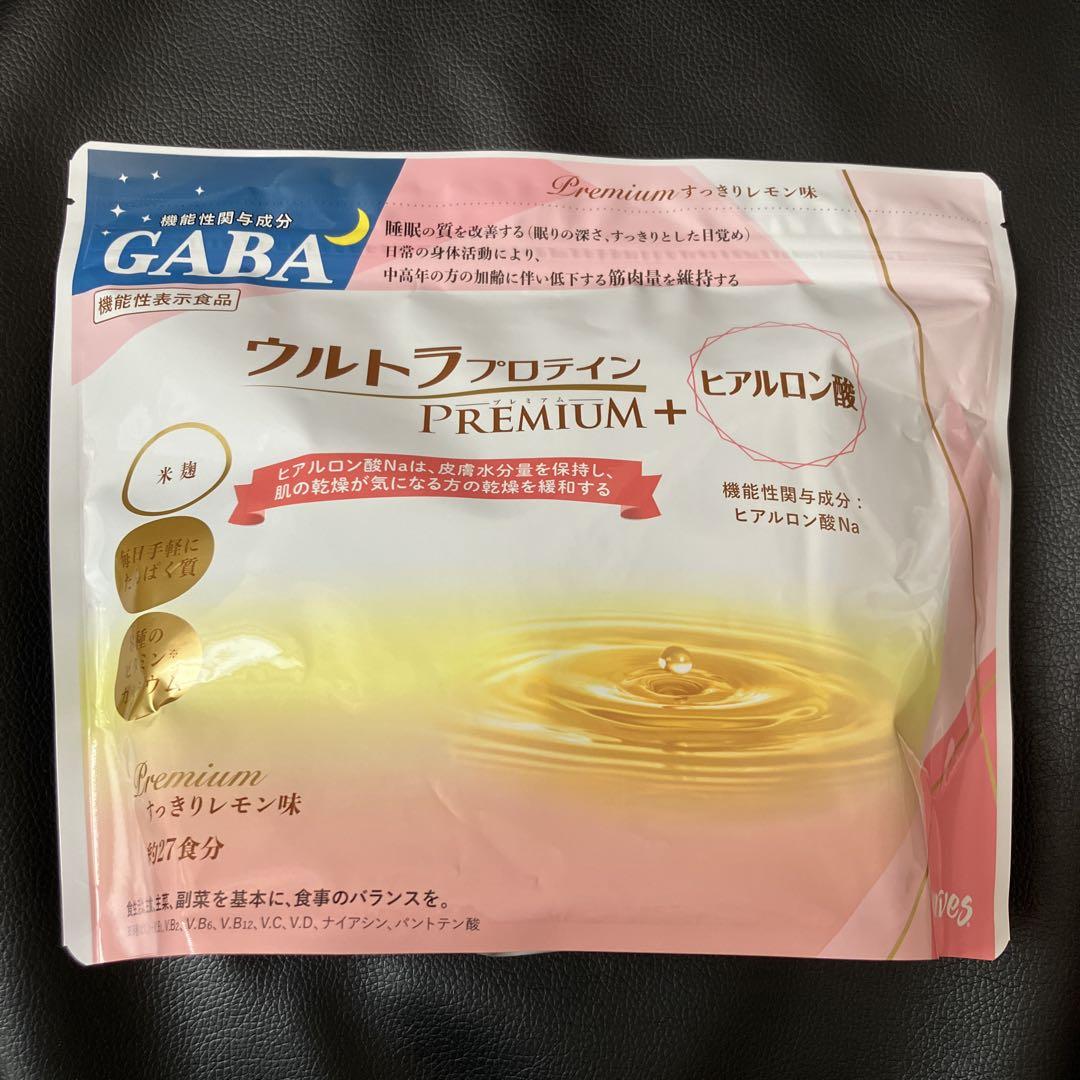 Premiumすっきりレモン味
機能性関与成分
GABA
機能性表示食品
睡眠の質を改善する(眠りの深さ、すっきりとした目覚め)
日常の身体活動により、
中高年の方の加齢に伴い低下する筋肉量を維持する
ウルトラプロテイン
プレミアム
PREMIUM+
ヒアルロン酸
ヒアルロン酸Naは、皮膚水分量を保持し、
肌の乾燥が気になる方の乾燥を緩和する
機能性関与成分:
ヒアルロン酸Na
米麹
毎日手軽に
たんぱく質
Premium
すっきりレモン味
約27食分
主菜、副菜を基本に、食事のバランスを。
V.B2、V.B6、V.B12、V.C、V.D、ナイアシン、パントテン酸